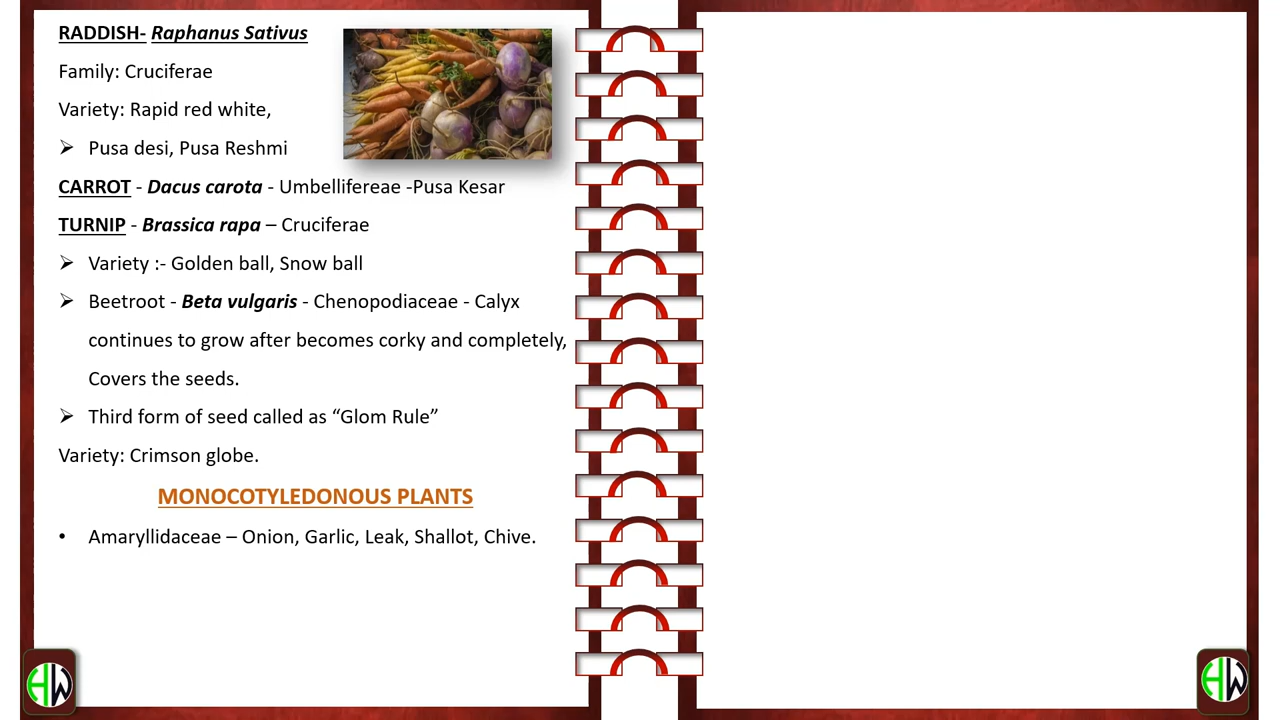 RADDISH- Raphanus Sativus
Family: Cruciferae
Variety: Rapid red white,
➢ Pusa desi, Pusa Reshmi
CARROT - Dacus carota - Umbellifereae -Pusa Kesar
TURNIP - Brassica rapa – Cruciferae
➢ Variety :- Golden ball, Snow ball
➢ Beetroot - Beta vulgaris - Chenopodiaceae - Calyx
continues to grow after becomes corky and completely,
Covers the seeds.
➢ Third form of seed called as “Glom Rule”
Variety: Crimson globe.
MONOCOTYLEDONOUS PLANTS
• Amaryllidaceae – Onion, Garlic, Leak, Shallot, Chive.
HW
HW